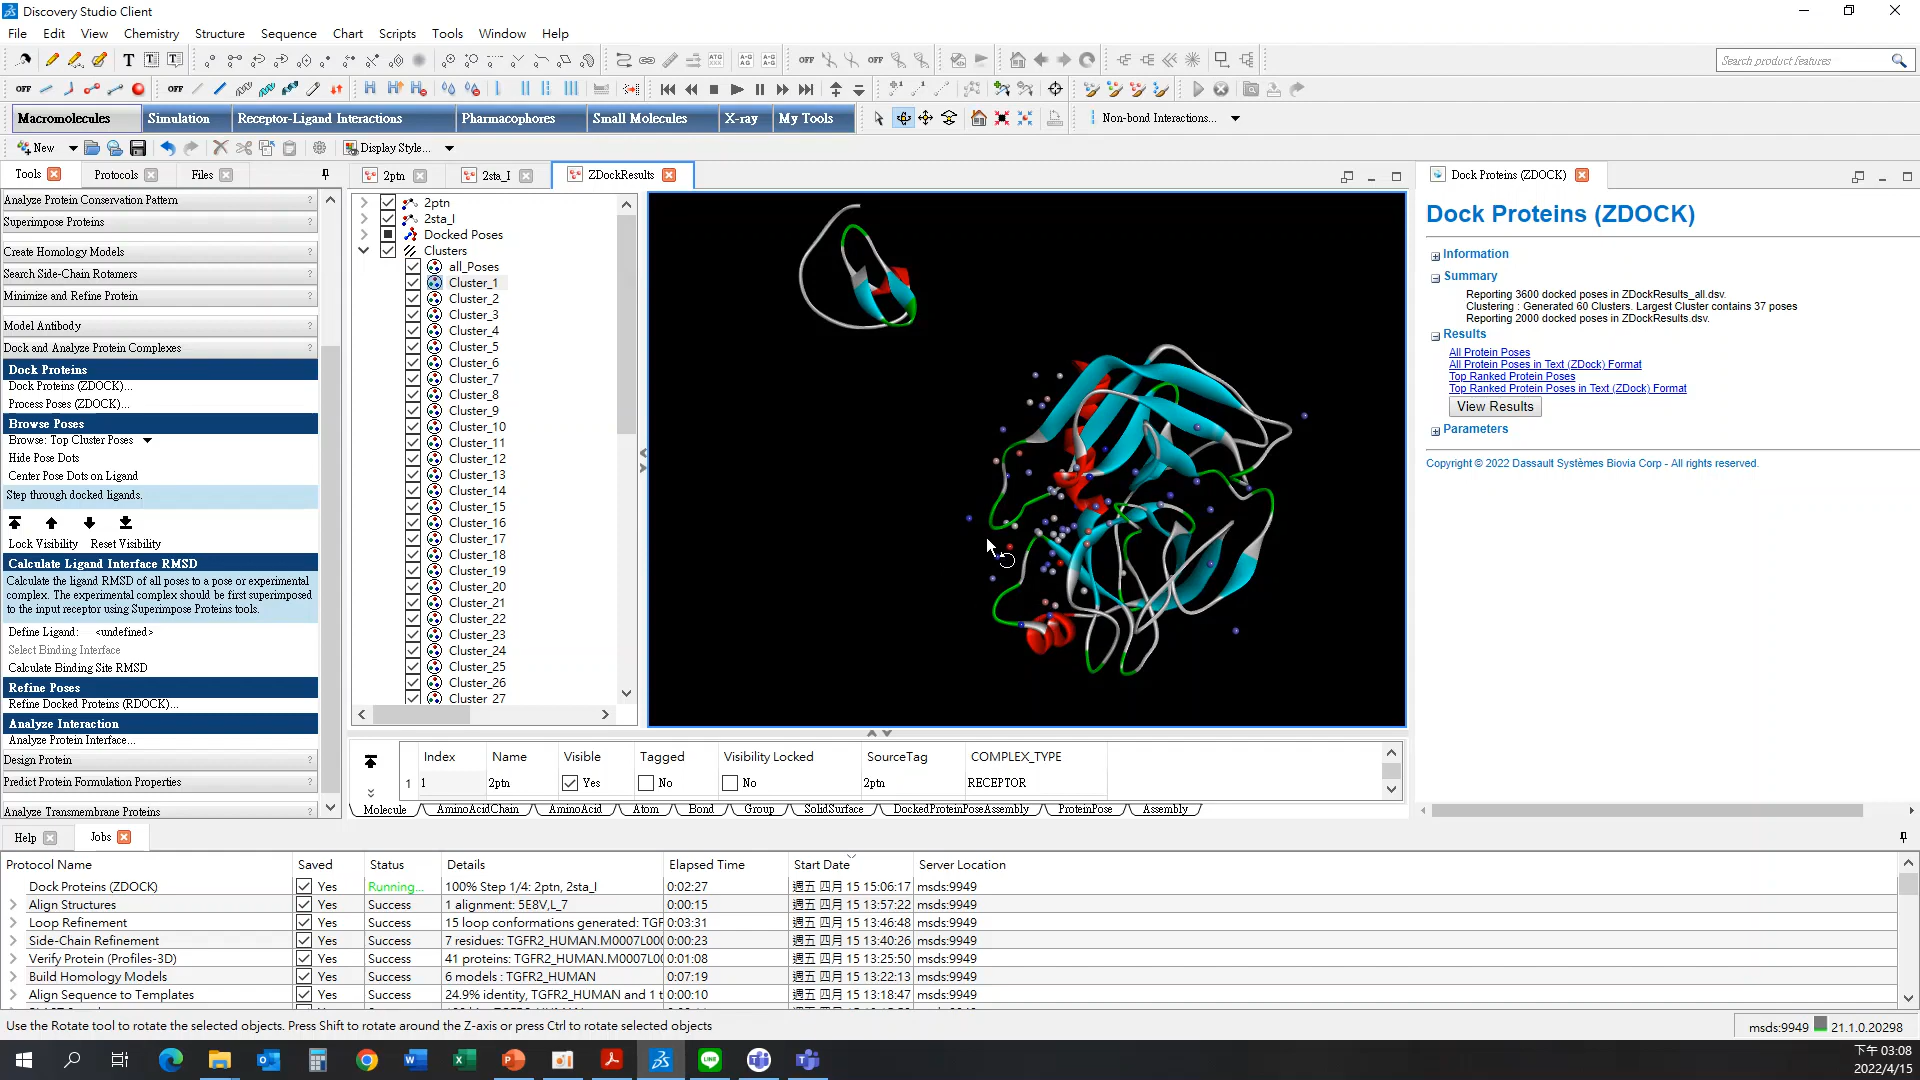 Discovery Studio Client
File Edit View Chemistry Structure Sequence Chart Scripts Tools Window Help
Search product features
Macromolecules Simulation Receptor-Ligand Interactions Pharmacophores Small Molecules X-ray My Tools Non-bond Interactions...
New Display Style...
Tools Protocols Files
2ptn 2sta_I ZDockResults
Analyze Protein Conservation Pattern ?
Superimpose Proteins ?
Create Homology Models ?
Search Side-Chain Rotamers ?
Minimize and Refine Protein ?
Model Antibody ?
Dock and Analyze Protein Complexes ?
Dock Proteins
Dock Proteins (ZDOCK)...
Process Poses (ZDOCK)...
Browse Poses
Browse: Top Cluster Poses
Hide Pose Dots
Center Pose Dots on Ligand
Step through docked ligands.
Lock Visibility Reset Visibility
Calculate Ligand Interface RMSD
Calculate the ligand RMSD of all poses to a pose or experimental
complex. The experimental complex should be first superimposed
to the input receptor using Superimpose Proteins tools.
Define Ligand: <undefined>
Select Binding Interface
Calculate Binding Site RMSD
Refine Poses
Refine Docked Proteins (RDOCK)...
Analyze Interaction
Analyze Protein Interface...
Design Protein ?
Predict Protein Formulation Properties ?
Analyze Transmembrane Proteins ?
2ptn
2sta_I
Docked Poses
Clusters
all_Poses
Cluster_1
Cluster_2
Cluster_3
Cluster_4
Cluster_5
Cluster_6
Cluster_7
Cluster_8
Cluster_9
Cluster_10
Cluster_11
Cluster_12
Cluster_13
Cluster_14
Cluster_15
Cluster_16
Cluster_17
Cluster_18
Cluster_19
Cluster_20
Cluster_21
Cluster_22
Cluster_23
Cluster_24
Cluster_25
Cluster_26
Cluster_27
Index Name Visible Tagged Visibility Locked SourceTag COMPLEX_TYPE
1 1 2ptn Yes No No 2ptn RECEPTOR
Molecule AminoAcidChain AminoAcid Atom Bond Group SolidSurface DockedProteinPoseAssembly ProteinPose Assembly
Dock Proteins (ZDOCK)
Dock Proteins (ZDOCK)
Information
Summary
Reporting 3600 docked poses in ZDockResults_all.dsv.
Clustering : Generated 60 Clusters. Largest Cluster contains 37 poses
Reporting 2000 docked poses in ZDockResults.dsv.
Results
All Protein Poses
All Protein Poses in Text (ZDock) Format
Top Ranked Protein Poses
Top Ranked Protein Poses in Text (ZDock) Format
View Results
Parameters
Copyright © 2022 Dassault Systèmes Biovia Corp - All rights reserved.
Help Jobs
Protocol Name Saved Status Details Elapsed Time Start Date Server Location
Dock Proteins (ZDOCK) Yes Running... 100% Step 1/4: 2ptn, 2sta_I 0:02:27 週五 四月 15 15:06:17 msds:9949
Align Structures Yes Success 1 alignment: 5E8V,L_7 0:00:15 週五 四月 15 13:57:22 msds:9949
Loop Refinement Yes Success 15 loop conformations generated: TGF 0:03:31 週五 四月 15 13:46:48 msds:9949
Side-Chain Refinement Yes Success 7 residues: TGFR2_HUMAN.M0007L000 0:00:23 週五 四月 15 13:40:26 msds:9949
Verify Protein (Profiles-3D) Yes Success 41 proteins: TGFR2_HUMAN.M0007L00 0:01:08 週五 四月 15 13:25:50 msds:9949
Build Homology Models Yes Success 6 models : TGFR2_HUMAN 0:07:19 週五 四月 15 13:22:13 msds:9949
Align Sequence to Templates Yes Success 24.9% identity, TGFR2_HUMAN and 1 t 0:00:10 週五 四月 15 13:18:47 msds:9949
Use the Rotate tool to rotate the selected objects. Press Shift to rotate around the Z-axis or press Ctrl to rotate selected objects
msds:9949 21.1.0.20298
下午 03:08
2022/4/15